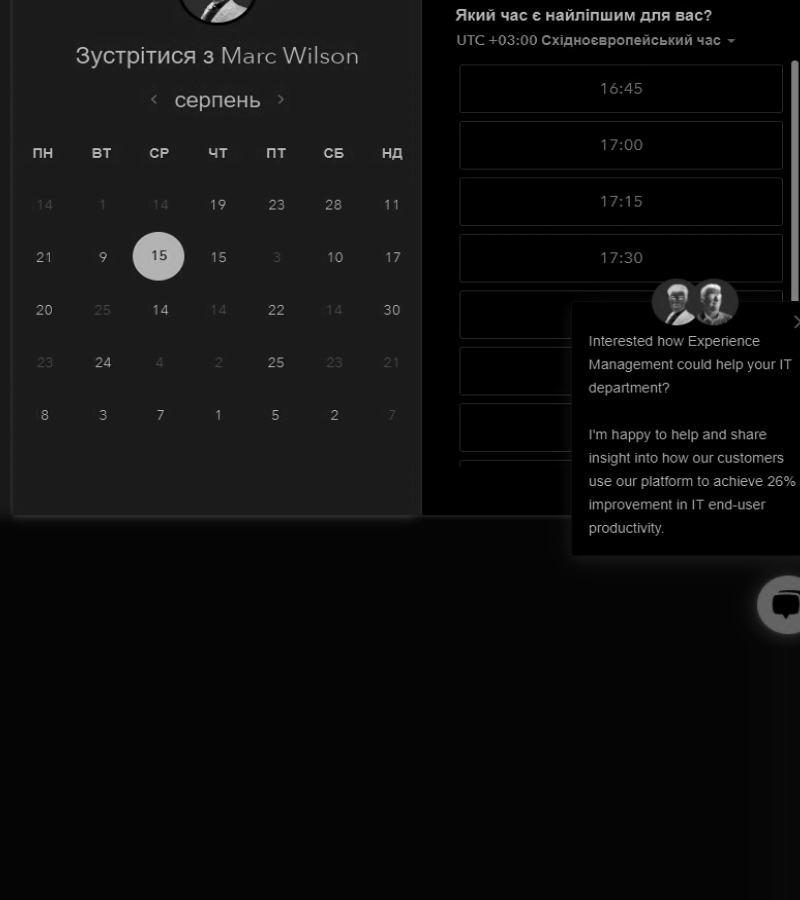 Зустрітися з Marc Wilson
серпень
ПН ВТ СР ЧТ ПТ СБ НД
14 1 14 19 23 28 11
21 9 15 15 3 10 17
20 25 14 14 22 14 30
23 24 4 2 25 23 21
8 3 7 1 5 2 7
Який час є найліпшим для вас?
UTC +03:00 Східноєвропейський час
16:45
17:00
17:15
17:30
Interested how Experience
Management could help your IT
department?
I'm happy to help and share
insight into how our customers
use our platform to achieve 26%
improvement in IT end-user
productivity.